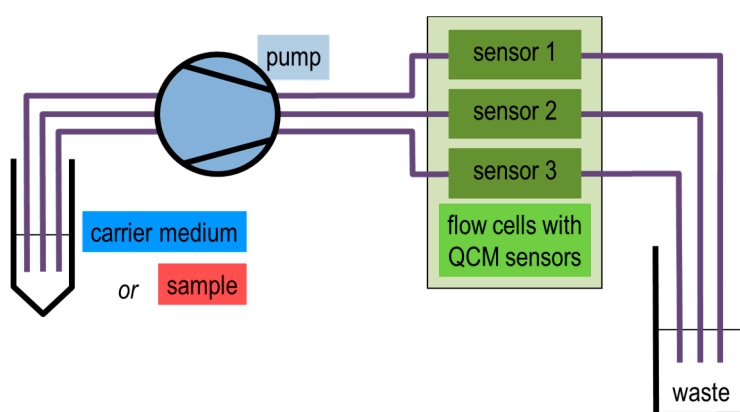 pump
sensor 1
sensor 2
sensor 3
flow cells with
QCM sensors
carrier medium
or sample
waste